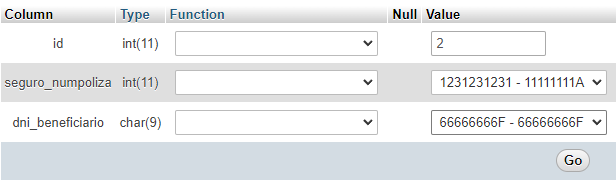 Column Type Function Null Value
id int(11) 2
seguro_numpoliza int(11) 1231231231 - 11111111A
dni_beneficiario char(9) 66666666F - 66666666F
Go